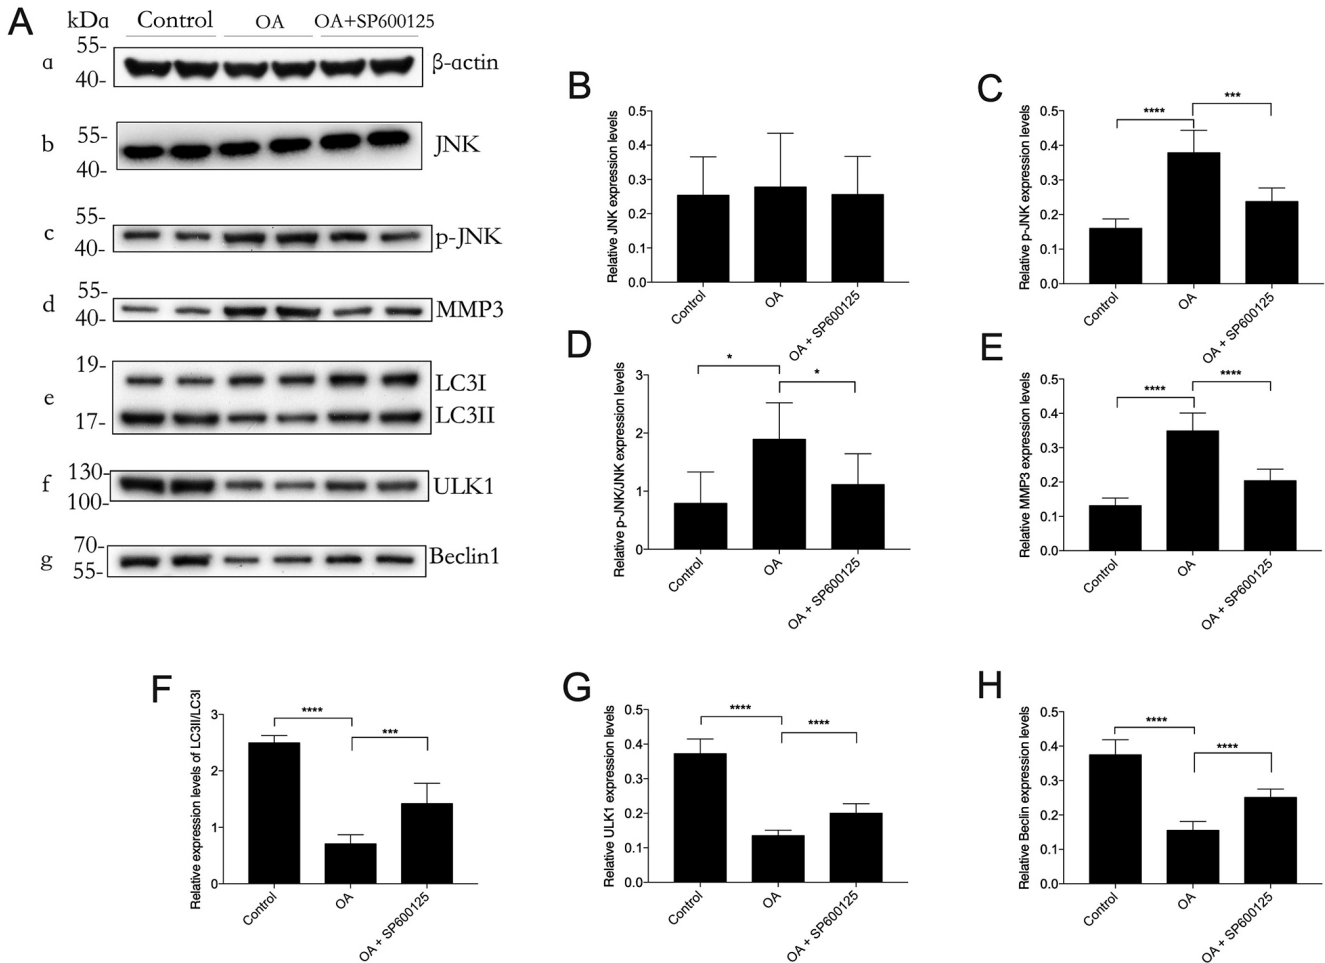 A
kDa Control OA OA+SP600125
a 55- 40- β-actin
b 55- 40- JNK
c 55- 40- p-JNK
d 55- 40- MMP3
e 19- 17- LC3I LC3II
f 130- 100- ULK1
g 70- 55- Beclin1
B
Relative JNK expression levels
0.5
0.4
0.3
0.2
0.1
0.0
Control OA OA + SP600125
C
Relative p-JNK expression levels
0.5
0.4
0.3
0.2
0.1
0.0
**** ***
Control OA OA + SP600125
D
Relative p-JNK/JNK expression levels
3
2
1
0
* *
Control OA OA + SP600125
E
Relative MMP3 expression levels
0.5
0.4
0.3
0.2
0.1
0.0
**** ****
Control OA OA + SP600125
F
Relative expression levels of LC3II/LC3I
3
2
1
0
**** ***
Control OA OA + SP600125
G
Relative ULK1 expression levels
0.5
0.4
0.3
0.2
0.1
0.0
**** ****
Control OA OA + SP600125
H
Relative Beclin expression levels
0.5
0.4
0.3
0.2
0.1
0.0
**** ****
Control OA OA + SP600125